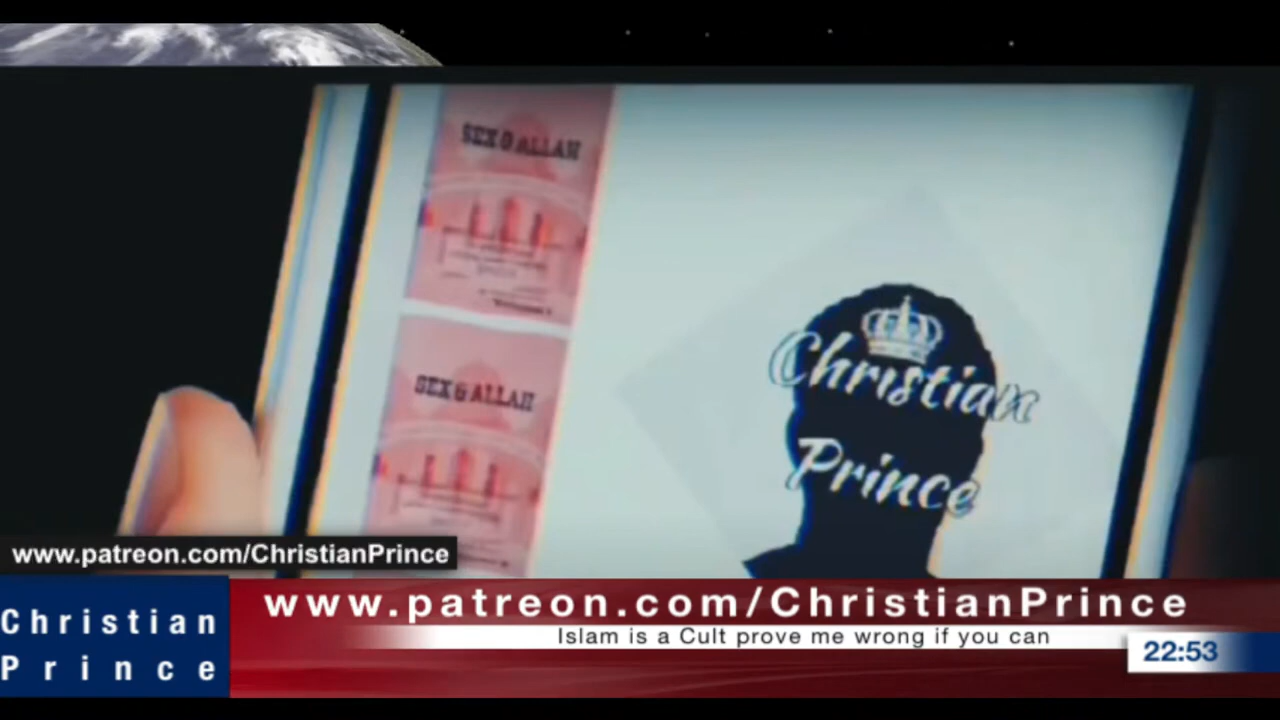 SEX & ALLAH
SEX & ALLAH
Christian
Prince
www.patreon.com/ChristianPrince
Christian
Prince
www.patreon.com/ChristianPrince
Islam is a Cult prove me wrong if you can
22:53